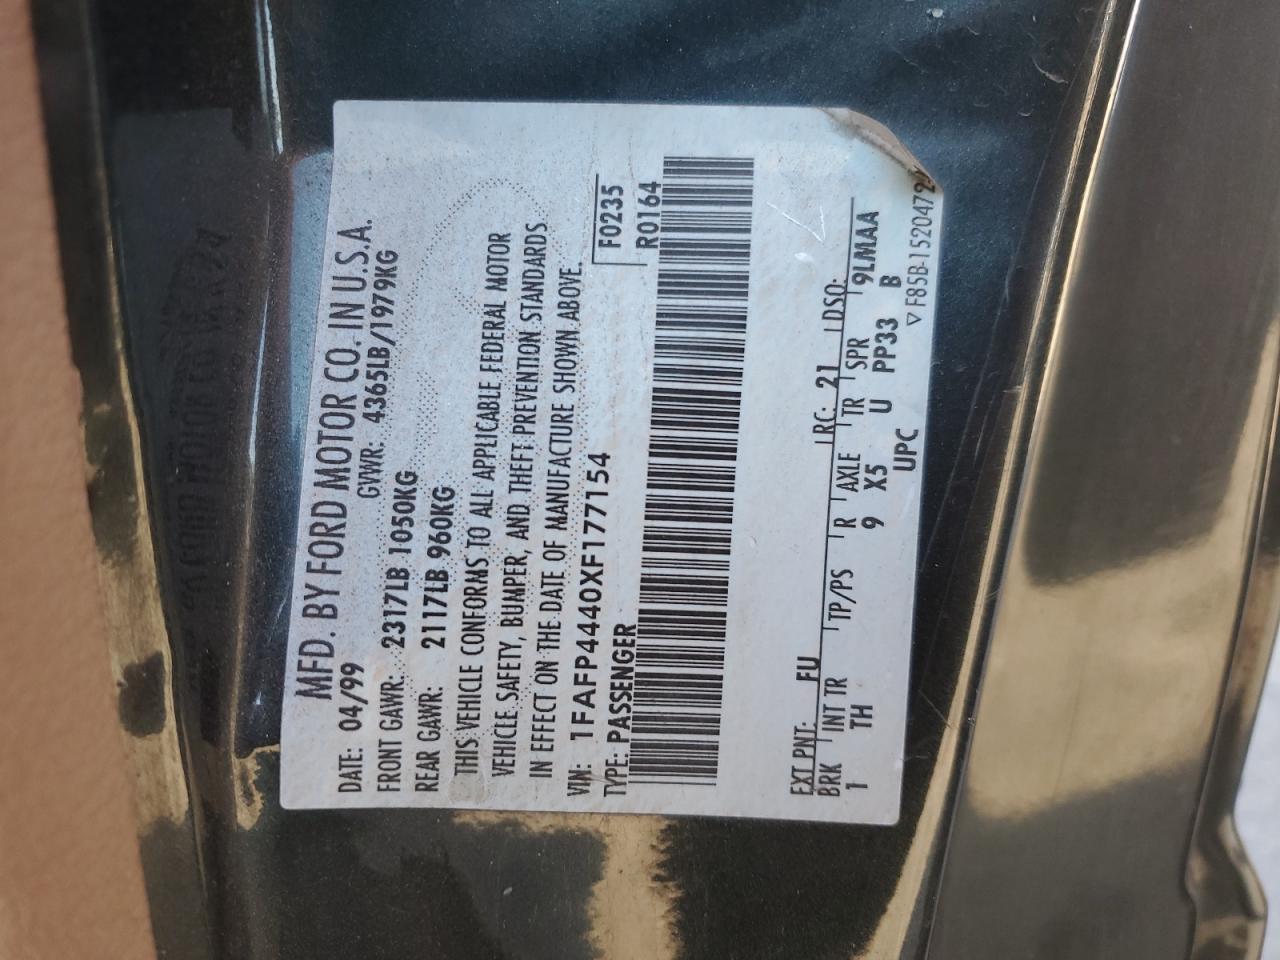 MFD. BY FORD MOTOR CO. IN U.S.A.
DATE: 04/99 GVWR: 4365LB/1979KG
FRONT GAWR: 2317LB 1050KG
REAR GAWR: 2117LB 960KG
THIS VEHICLE CONFORMS TO ALL APPLICABLE FEDERAL MOTOR
VEHICLE SAFETY, BUMPER, AND THEFT PREVENTION STANDARDS
IN EFFECT ON THE DATE OF MANUFACTURE SHOWN ABOVE.
VIN: 1FAFP4440XF177154 F0235
TYPE: PASSENGER R0164
EXT PNT: FU RC: 21 DSO:
BRK INT TR TP/PS R AXLE TR SPR 9LMAA
1 TH 9 X5 U PP33 B
UPC
▽ F85B-1520472